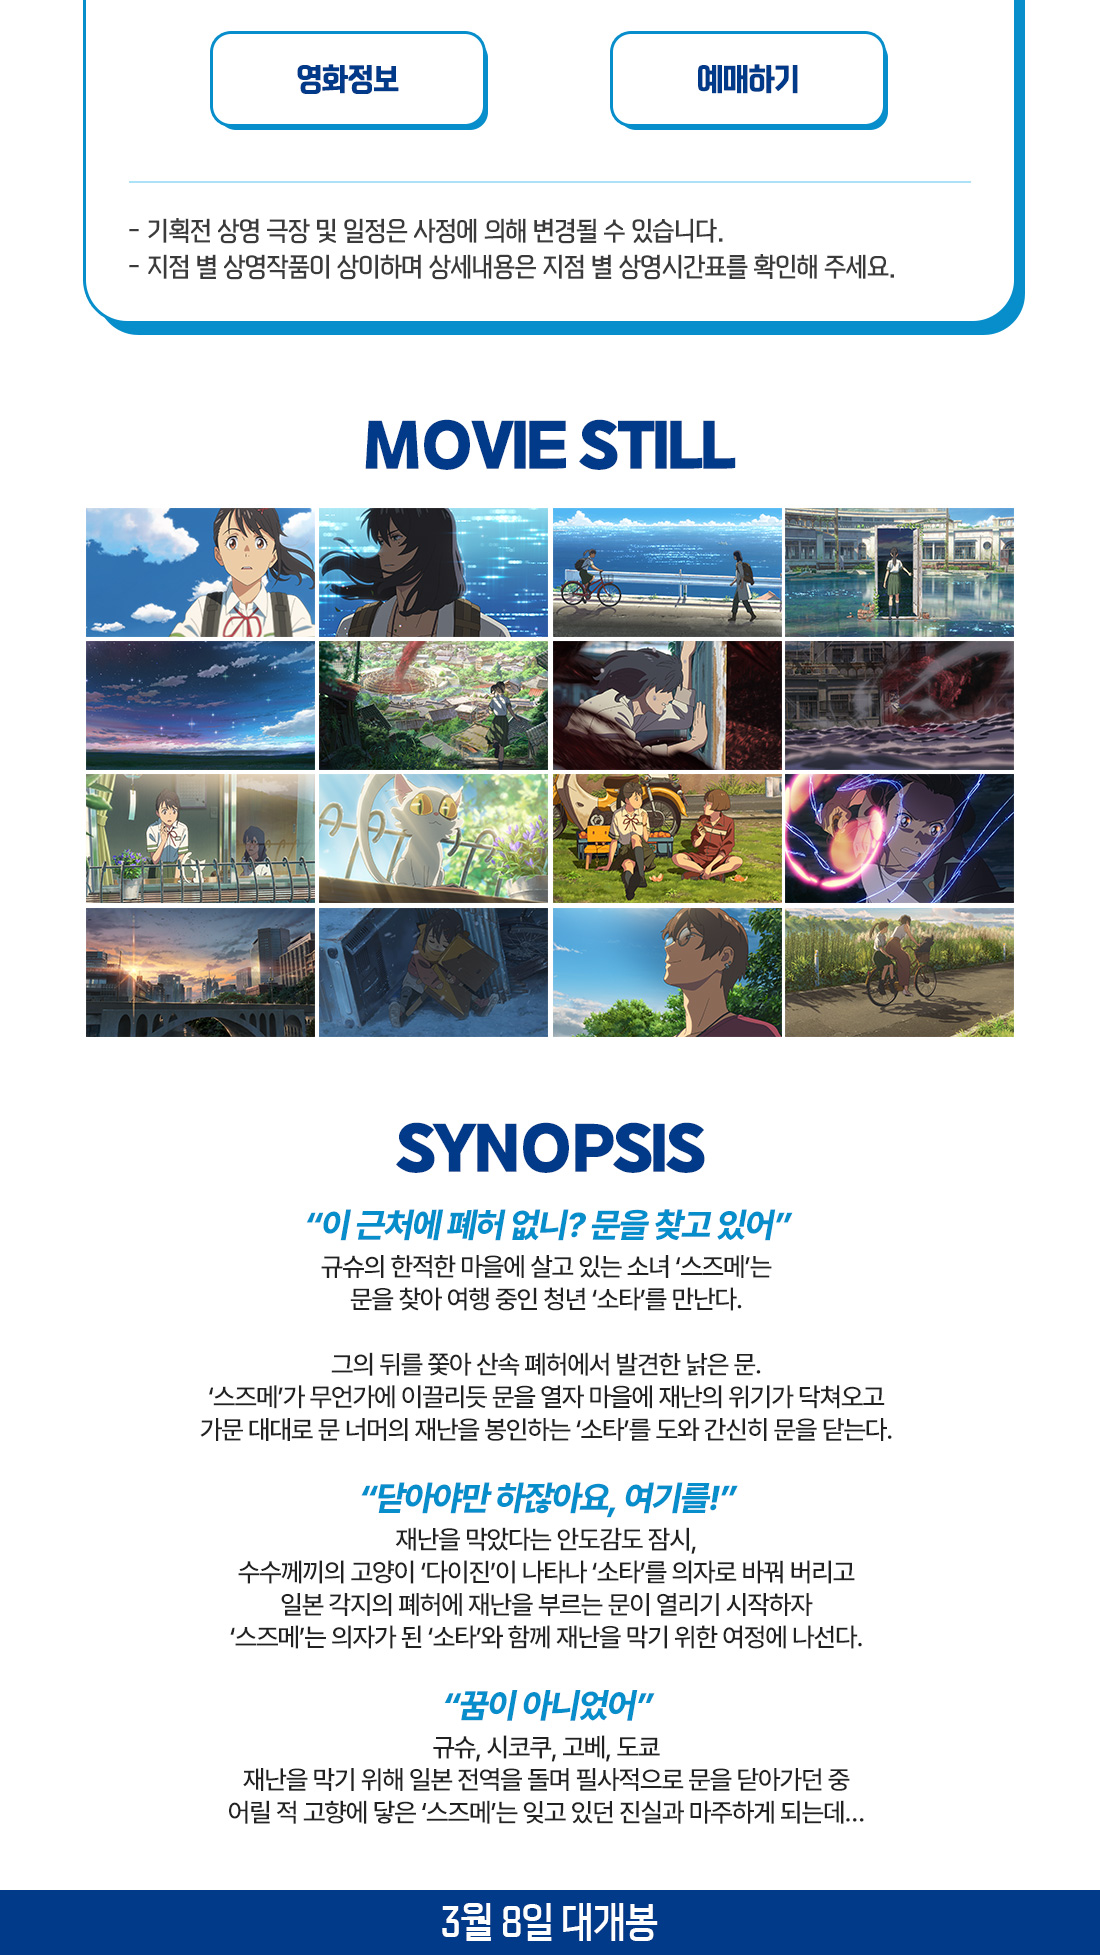 영화정보
예매하기
- 기획전 상영 극장 및 일정은 사정에 의해 변경될 수 있습니다.
- 지점 별 상영작품이 상이하며 상세내용은 지점 별 상영시간표를 확인해 주세요.
MOVIE STILL
SYNOPSIS
“이 근처에 폐허 없니? 문을 찾고 있어”
규슈의 한적한 마을에 살고 있는 소녀 ‘스즈메’는
문을 찾아 여행 중인 청년 ‘소타’를 만난다.
그의 뒤를 쫓아 산속 폐허에서 발견한 낡은 문.
‘스즈메’가 무언가에 이끌리듯 문을 열자 마을에 재난의 위기가 닥쳐오고
가문 대대로 문 너머의 재난을 봉인하는 ‘소타’를 도와 간신히 문을 닫는다.
“닫아야만 하잖아요, 여기를!”
재난을 막았다는 안도감도 잠시,
수수께끼의 고양이 ‘다이진’이 나타나 ‘소타’를 의자로 바꿔 버리고
일본 각지의 폐허에 재난을 부르는 문이 열리기 시작하자
‘스즈메’는 의자가 된 ‘소타’와 함께 재난을 막기 위한 여정에 나선다.
“꿈이 아니었어”
규슈, 시코쿠, 고베, 도쿄
재난을 막기 위해 일본 전역을 돌며 필사적으로 문을 닫아가던 중
어릴 적 고향에 닿은 ‘스즈메’는 잊고 있던 진실과 마주하게 되는데…
3월 8일 대개봉